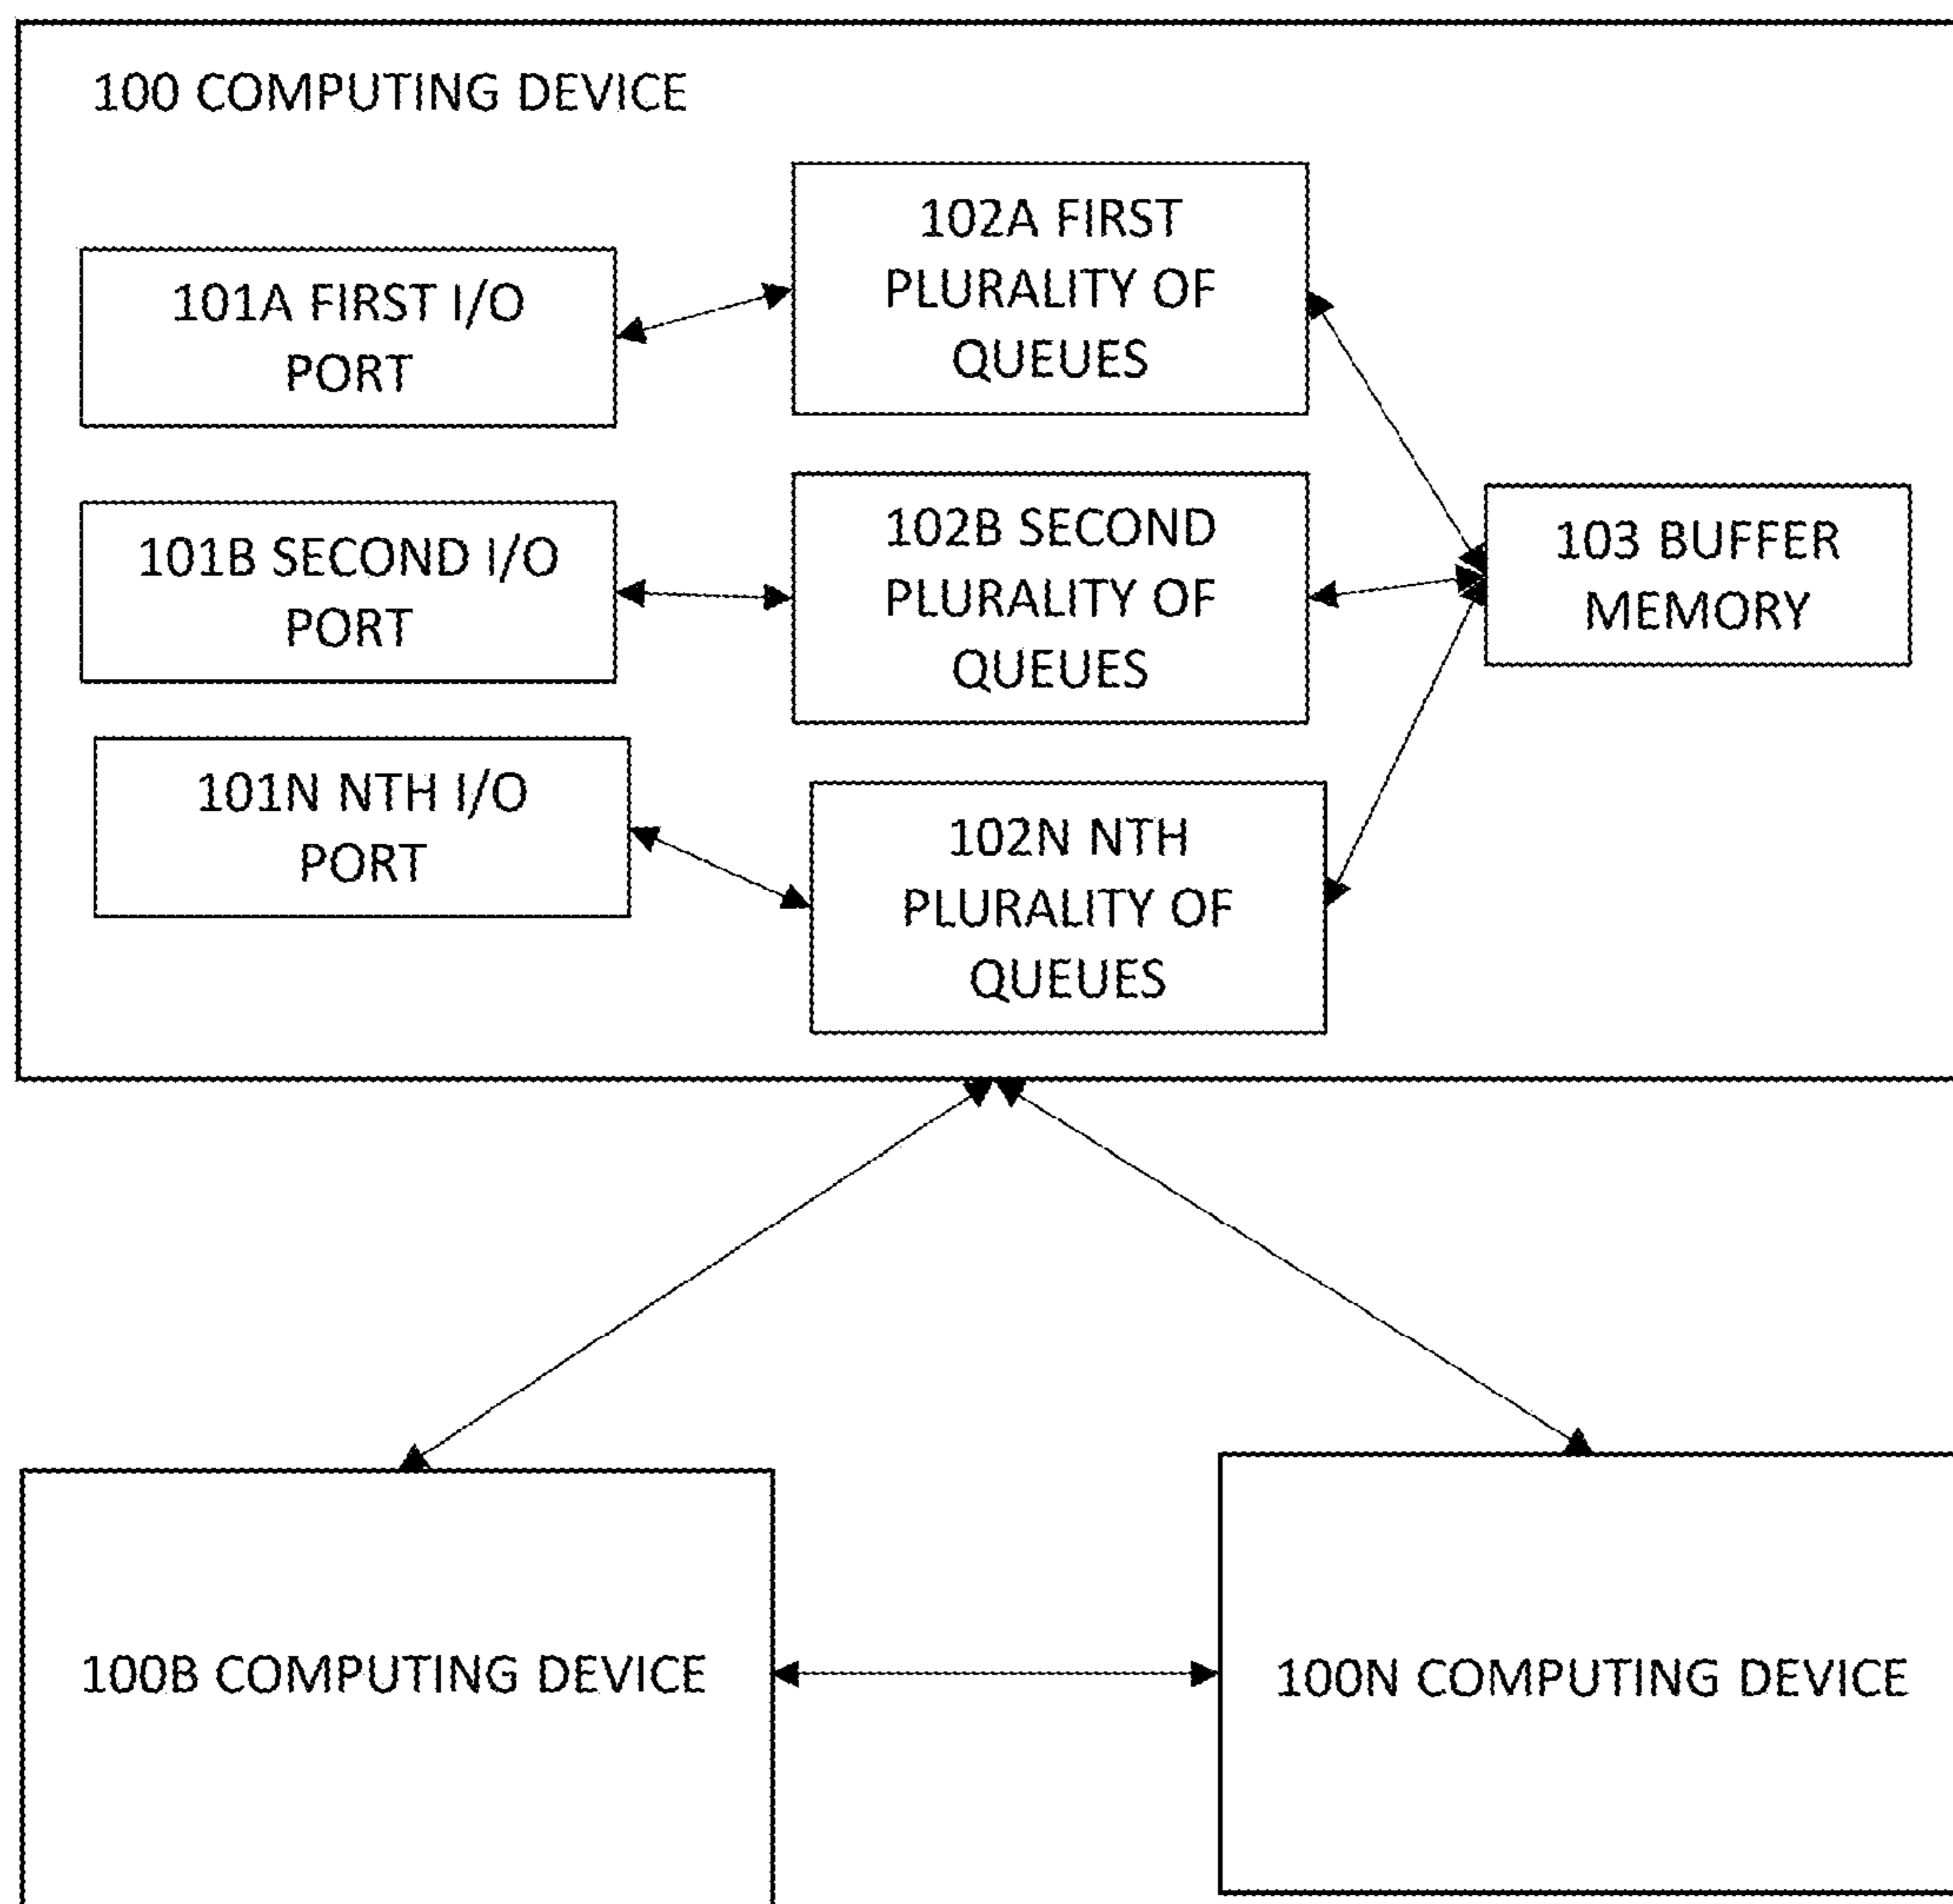 100 COMPUTING DEVICE
101A FIRST I/O
PORT
102A FIRST
PLURALITY OF
QUEUES
101B SECOND I/O
PORT
102B SECOND
PLURALITY OF
QUEUES
103 BUFFER
MEMORY
101N NTH I/O
PORT
102N NTH
PLURALITY OF
QUEUES
100B COMPUTING DEVICE
100N COMPUTING DEVICE